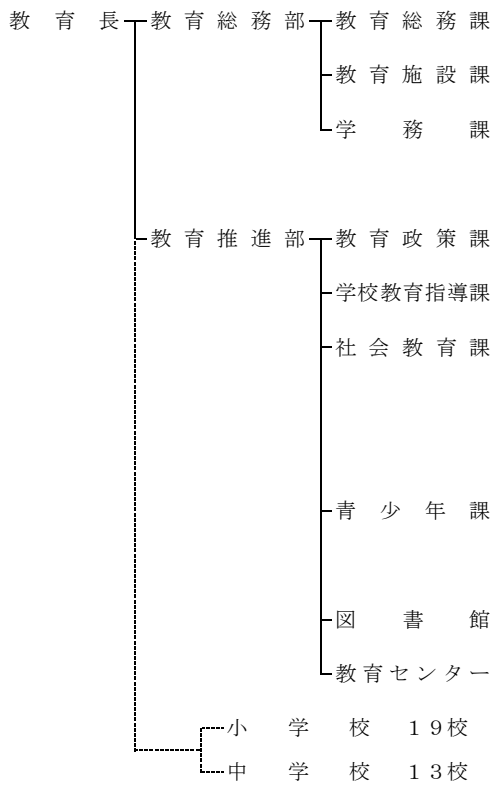 教育長 教育総務部 教育総務課
教育施設課
学務課
教育推進部 教育政策課
学校教育指導課
社会教育課
青少年課
図書館
教育センター
小学校 19校
中学校 13校